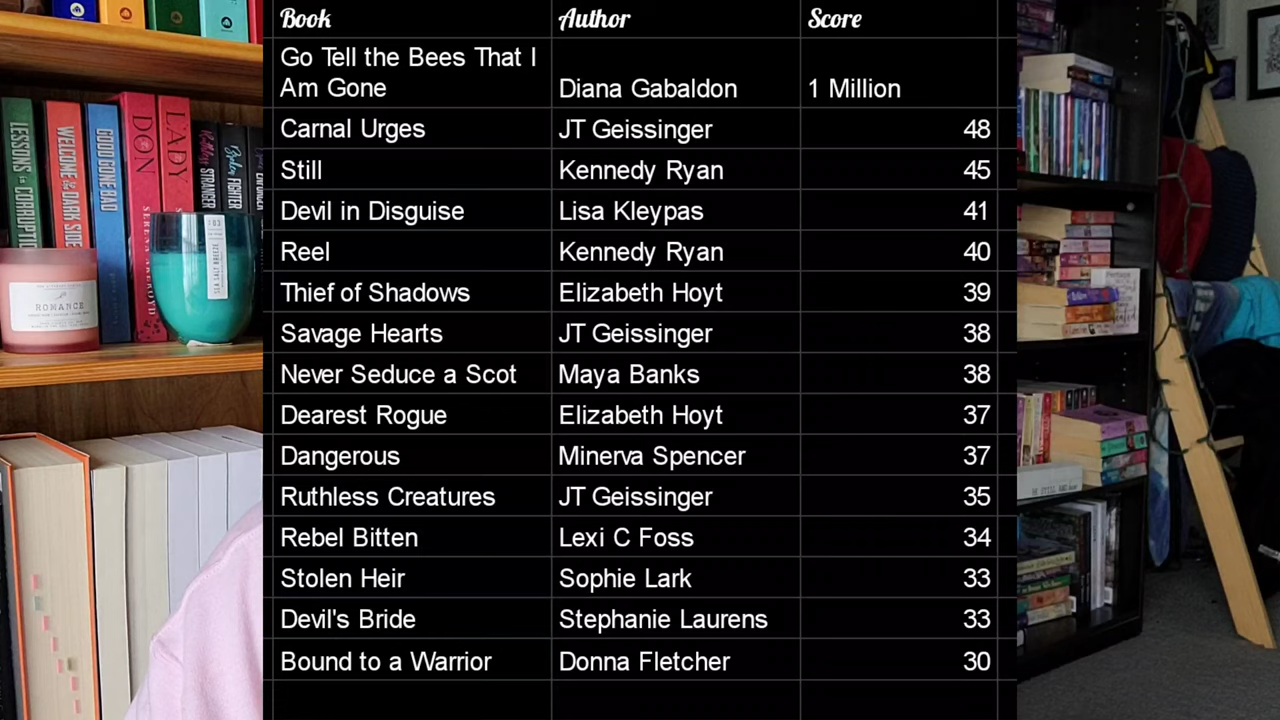 Book Author Score
Go Tell the Bees That I
Am Gone Diana Gabaldon 1 Million
Carnal Urges JT Geissinger 48
Still Kennedy Ryan 45
Devil in Disguise Lisa Kleypas 41
Reel Kennedy Ryan 40
Thief of Shadows Elizabeth Hoyt 39
Savage Hearts JT Geissinger 38
Never Seduce a Scot Maya Banks 38
Dearest Rogue Elizabeth Hoyt 37
Dangerous Minerva Spencer 37
Ruthless Creatures JT Geissinger 35
Rebel Bitten Lexi C Foss 34
Stolen Heir Sophie Lark 33
Devil's Bride Stephanie Laurens 33
Bound to a Warrior Donna Fletcher 30
LESSONS in CORRUPTI
WELCOME to the DARK SIDE
GOOD GONE BAD
DON
LADY
STRANGER
FIGHTER
ROMANCE
SEA SALT BREEZE